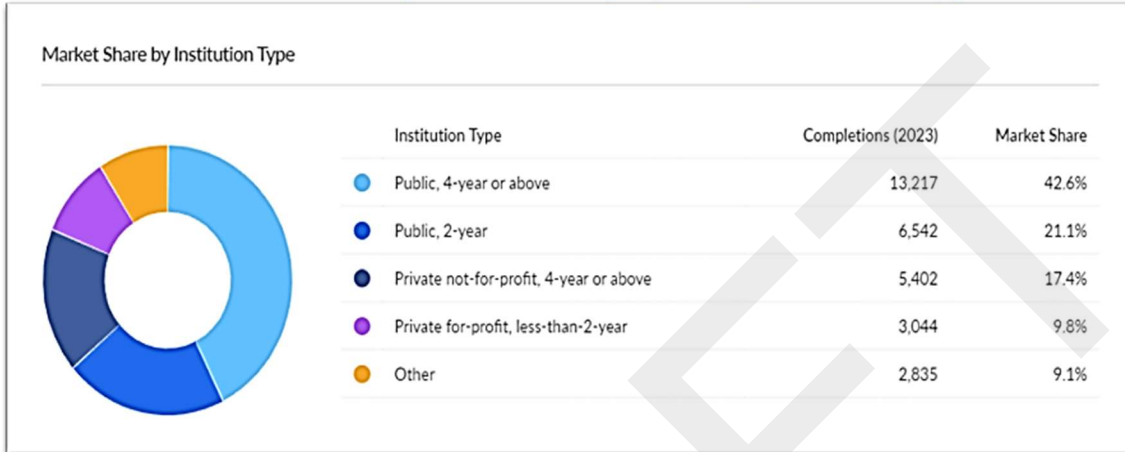 Market Share by Institution Type
Institution Type Completions (2023) Market Share
Public, 4-year or above 13,217 42.6%
Public, 2-year 6,542 21.1%
Private not-for-profit, 4-year or above 5,402 17.4%
Private for-profit, less-than-2-year 3,044 9.8%
Other 2,835 9.1%